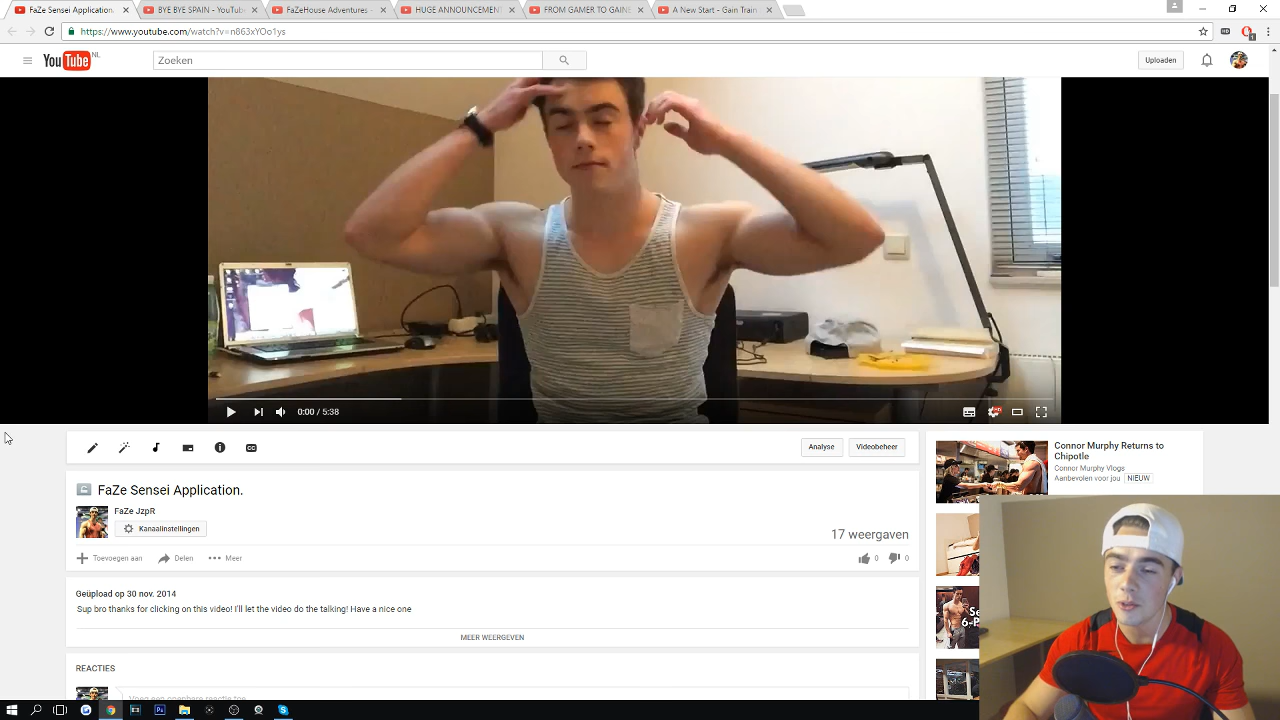 FaZe Sensei Application.
BYE BYE SPAIN - YouTub
FaZeHouse Adventures -
HUGE ANNOUNCEMEN
FROM GAMER TO GAINS
A New Start - Gain Train
https://www.youtube.com/watch?v=n863xYOo1ys
YouTube NL
Zoeken
Uploaden
0:00 / 5:38
Analyse
Videobeheer
FaZe Sensei Application.
FaZe JzpR
Kanaalinstellingen
17 weergaven
Toevoegen aan
Delen
Meer
0
0
Geüpload op 30 nov. 2014
Sup bro thanks for clicking on this video! I'll let the video do the talking! Have a nice one
MEER WEERGEVEN
REACTIES
Connor Murphy Returns to
Chipotle
Connor Murphy Vlogs
Aanbevolen voor jou NIEUW
Se
6-P